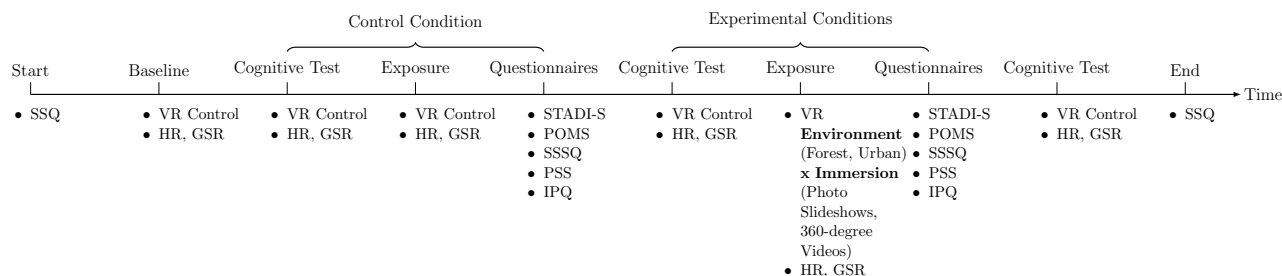 Control Condition
Experimental Conditions
Start
Baseline
Cognitive Test
Exposure
Questionnaires
Cognitive Test
Exposure
Questionnaires
Cognitive Test
End
Time
• SSQ
• VR Control
• HR, GSR
• VR Control
• HR, GSR
• VR Control
• HR, GSR
• STADI-S
• POMS
• SSSQ
• PSS
• IPQ
• VR Control
• HR, GSR
• VR
Environment
(Forest, Urban)
x Immersion
(Photo
Slideshows,
360-degree
Videos)
• HR, GSR
• STADI-S
• POMS
• SSSQ
• PSS
• IPQ
• VR Control
• HR, GSR
• SSQ